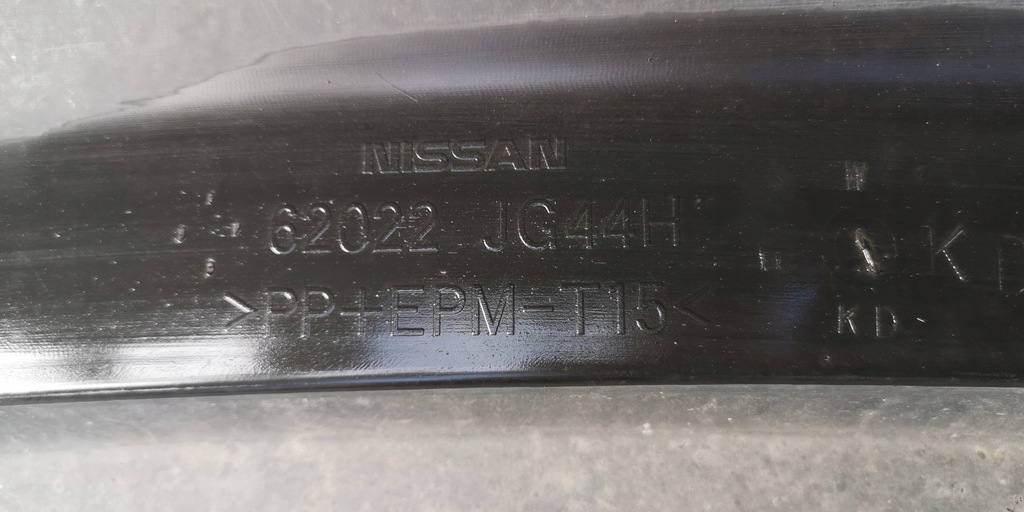 NISSAN
62022 JG44H
>PP+EPM-T15<
KD